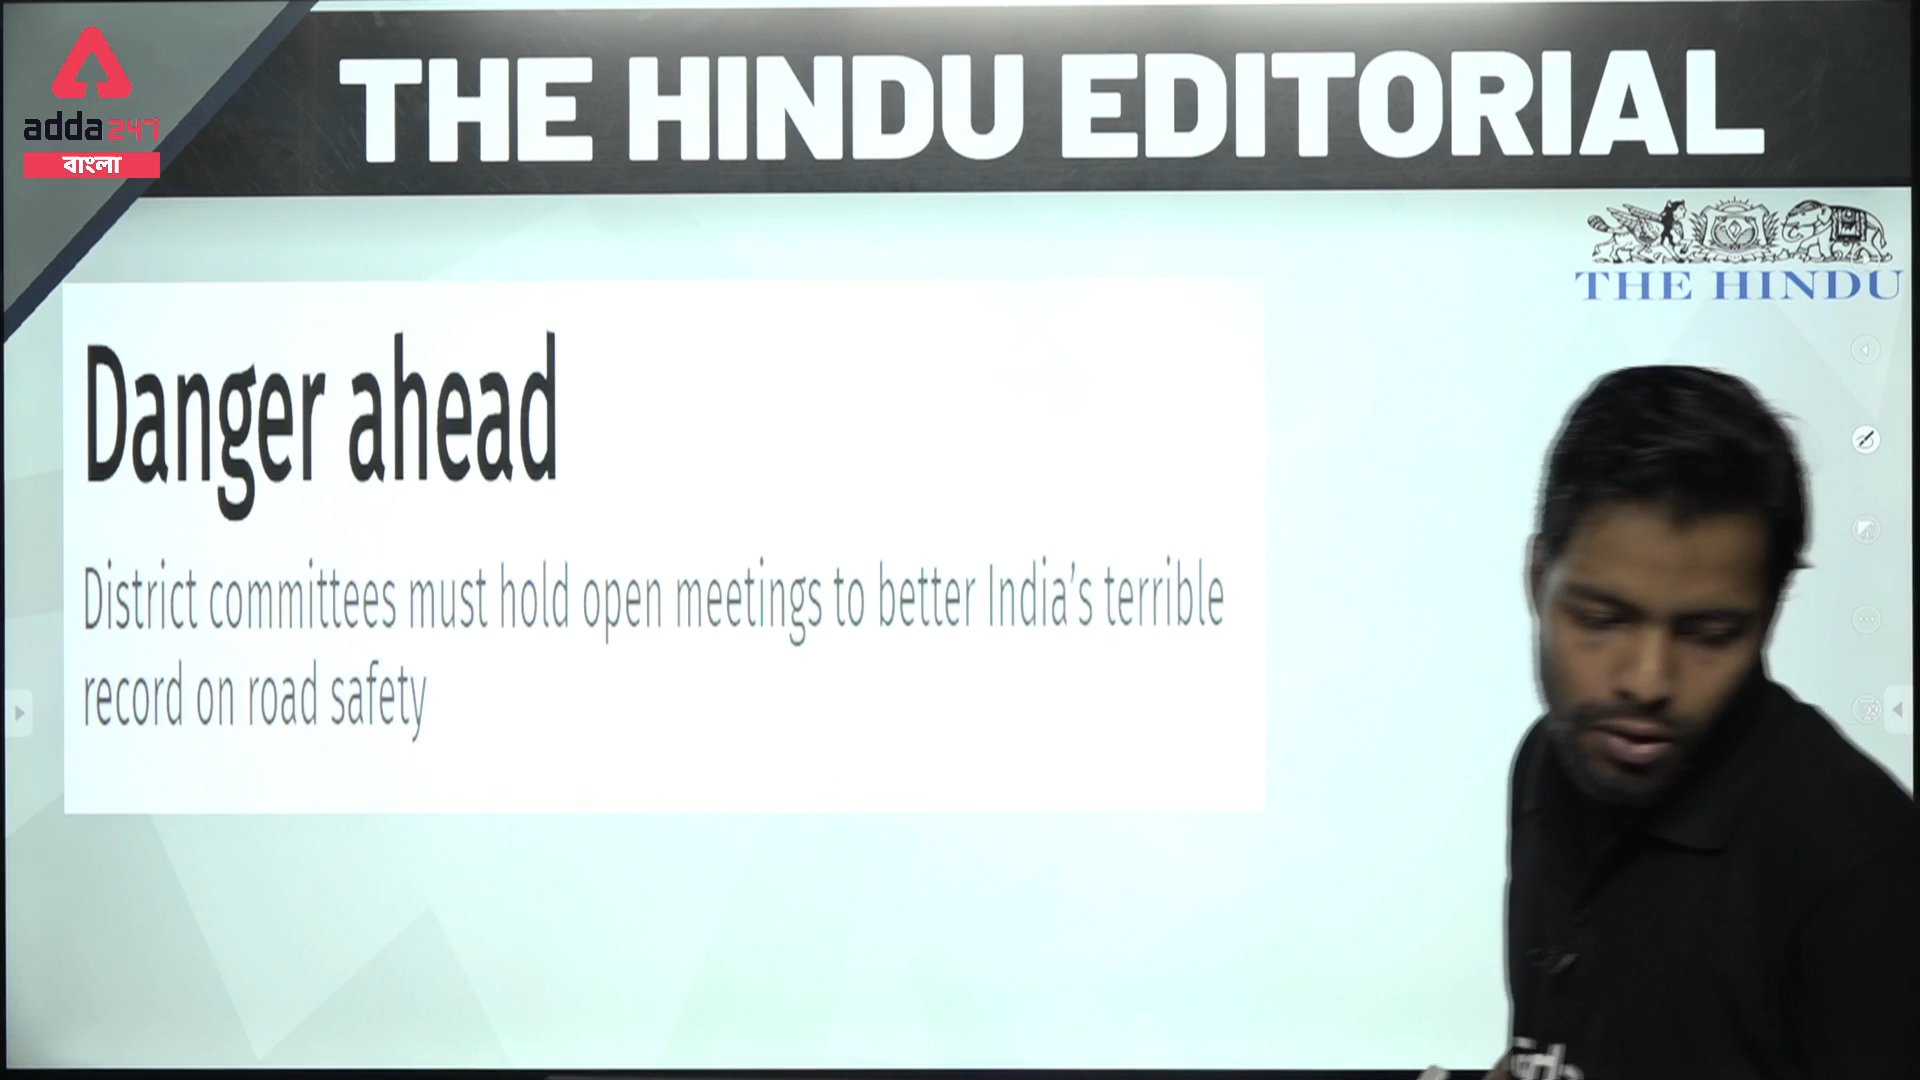 adda247
বাংলা
THE HINDU EDITORIAL
THE HINDU
Danger ahead
District committees must hold open meetings to better India's terrible
record on road safety